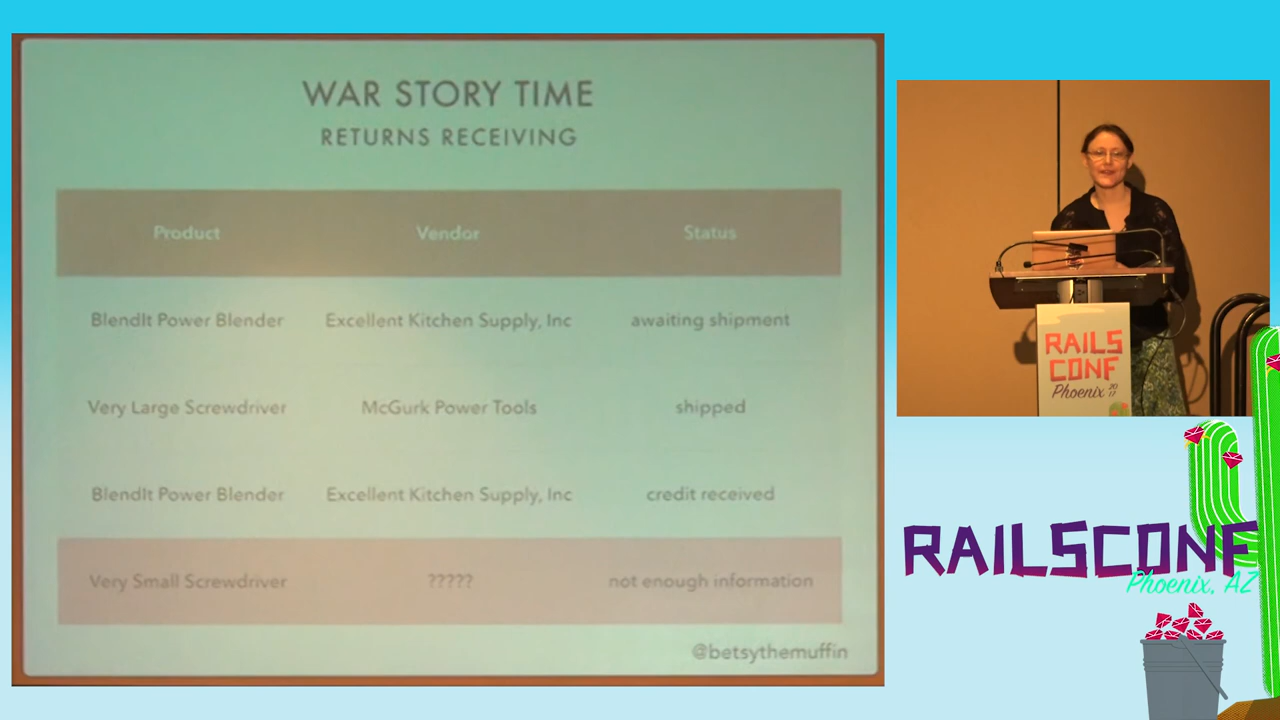 WAR STORY TIME
RETURNS RECEIVING
Product Vendor Status
BlendIt Power Blender Excellent Kitchen Supply, Inc awaiting shipment
Very Large Screwdriver McGurk Power Tools shipped
BlendIt Power Blender Excellent Kitchen Supply, Inc credit received
Very Small Screwdriver ????? not enough information
@betsythemuffin
RAILS
CONF
Phoenix 20
17
RAILSCONF
Phoenix, AZ